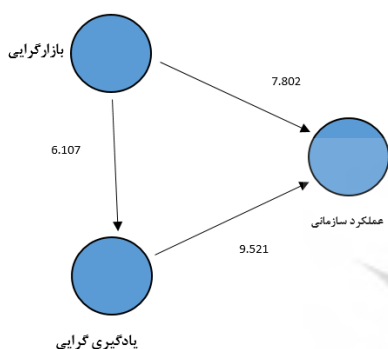 بازارگرایی
7.802
6.107
عملکرد سازمانی
9.521
یادگیری گرایی